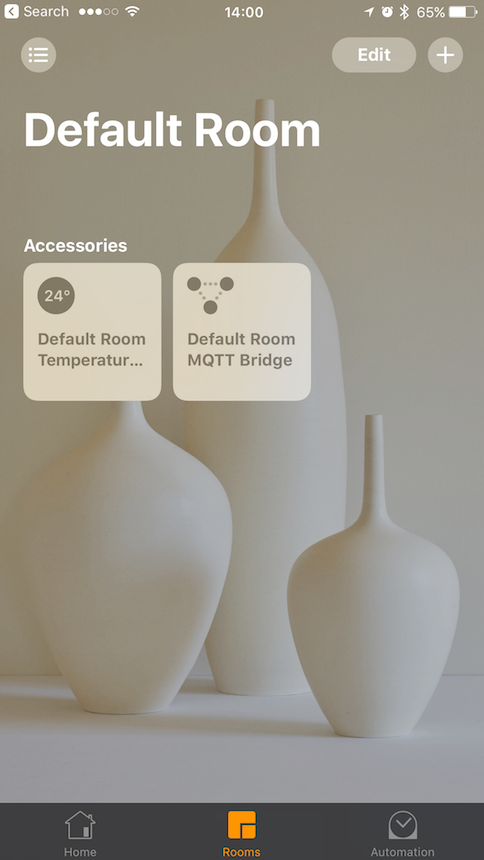 Search 14:00 65%
Edit
Default Room
Accessories
24°
Default Room
Temperatur...
Default Room
MQTT Bridge
Home Rooms Automation